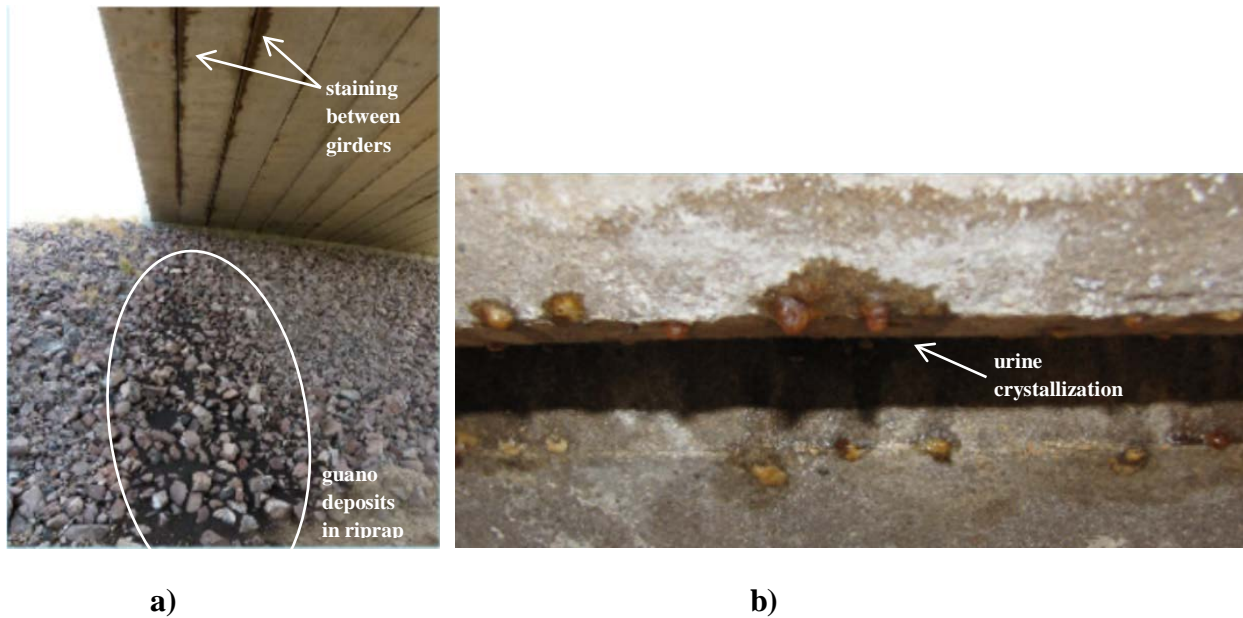 staining
between
girders
guano
deposits
in riprap
urine
crystallization
a)
b)